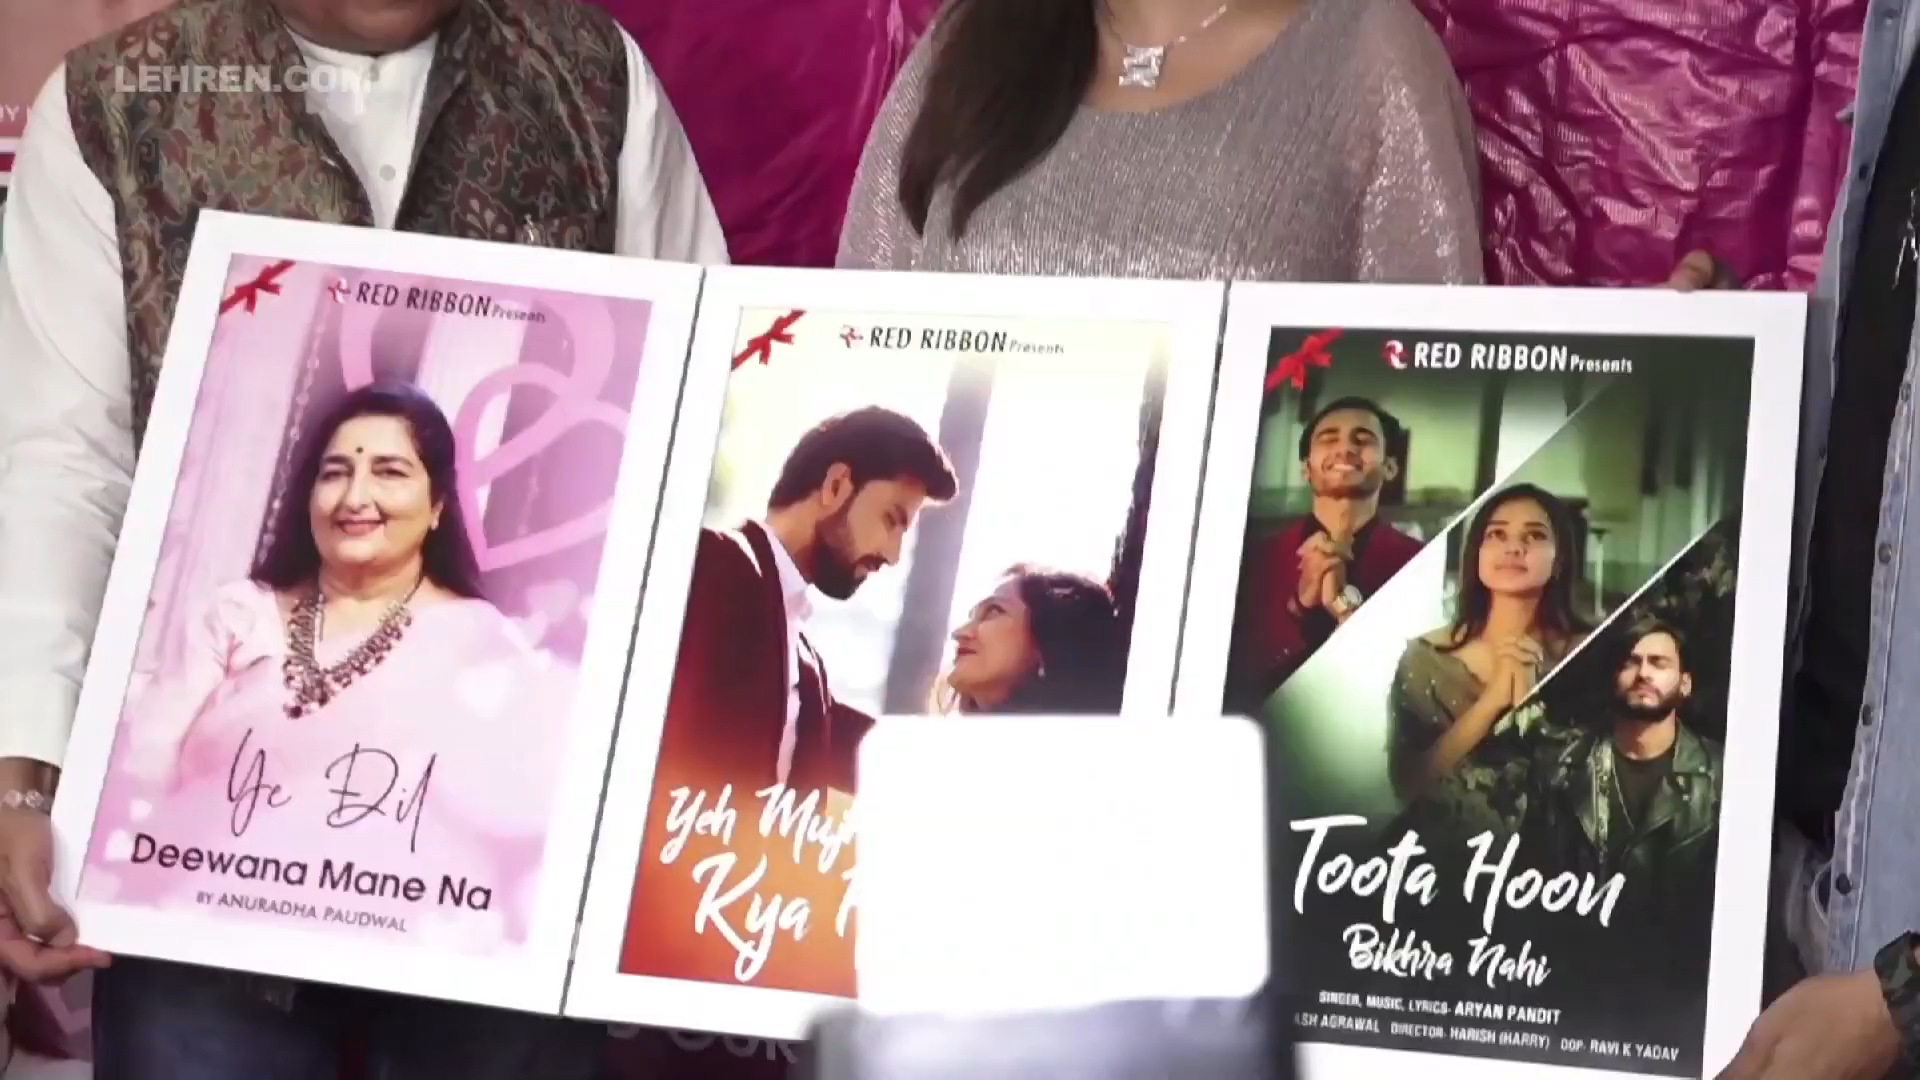 LEHREN.COM
RED RIBBON Presents
Ye Dil
Deewana Mane Na
BY ANURADHA PAUDWAL
RED RIBBON Presents
Yeh
Kya
RED RIBBON Presents
Toota Hoon
Bikhra Nahi
SINGER, MUSIC, LYRICS- ARYAN PANDIT
AGRAWAL DIRECTOR- HARISH (HARRY) DOP- RAVI K YADAV